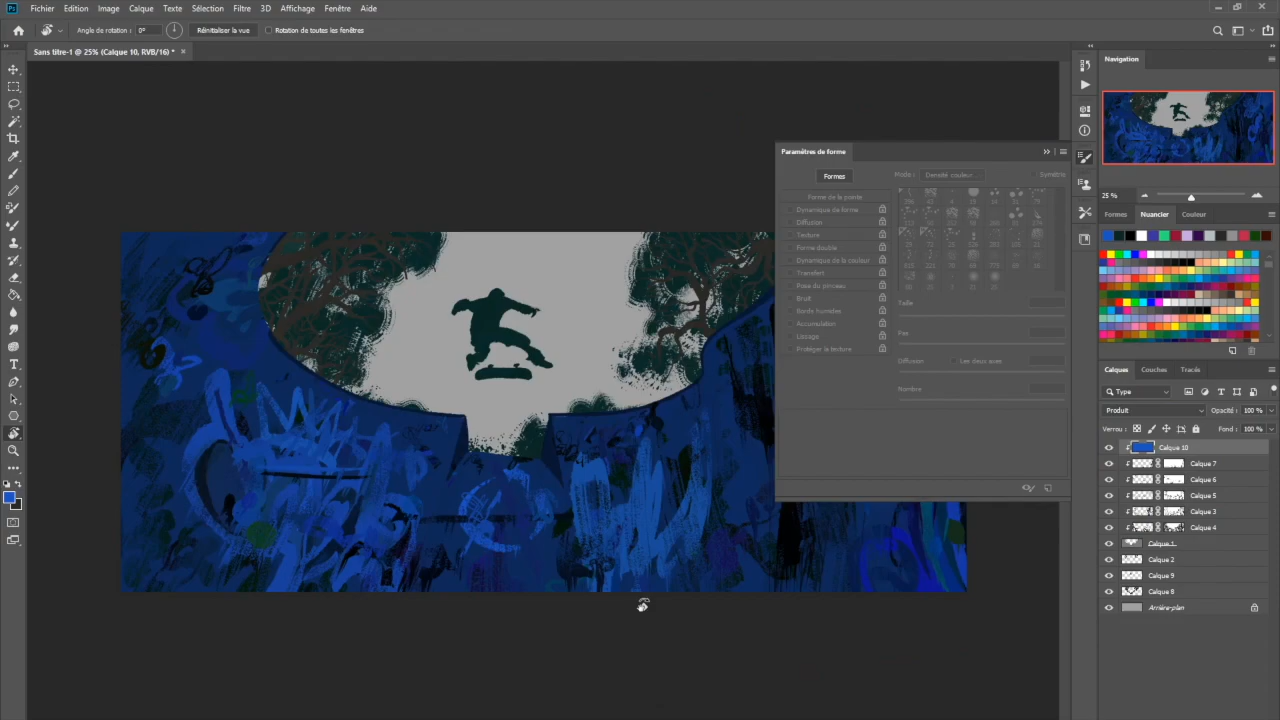 Ps Fichier Edition Image Calque Texte Sélection Filtre 3D Affichage Fenêtre Aide
Angle de rotation : 0° Réinitialiser la vue Rotation de toutes les fenêtres
Sans titre-1 @ 25% (Calque 10, RVB/16) * ×
Navigation
25 %
Formes Nuancier Couleur
Paramètres de forme
Formes Mode : Densité couleur... Symétrie
Forme de la pointe
Dynamique de forme
Diffusion
Texture
Forme double
Dynamique de la couleur
Transfert
Pose du pinceau
Bruit
Bords humides
Accumulation
Lissage
Protéger la texture
Taille
Pas
Diffusion Les deux axes
Nombre
Calques Couches Tracés
Type
Produit Opacité : 100 %
Verrou : Fond : 100 %
Calque 10
Calque 7
Calque 6
Calque 5
Calque 3
Calque 4
Calque 1
Calque 2
Calque 9
Calque 8
Arrière-plan